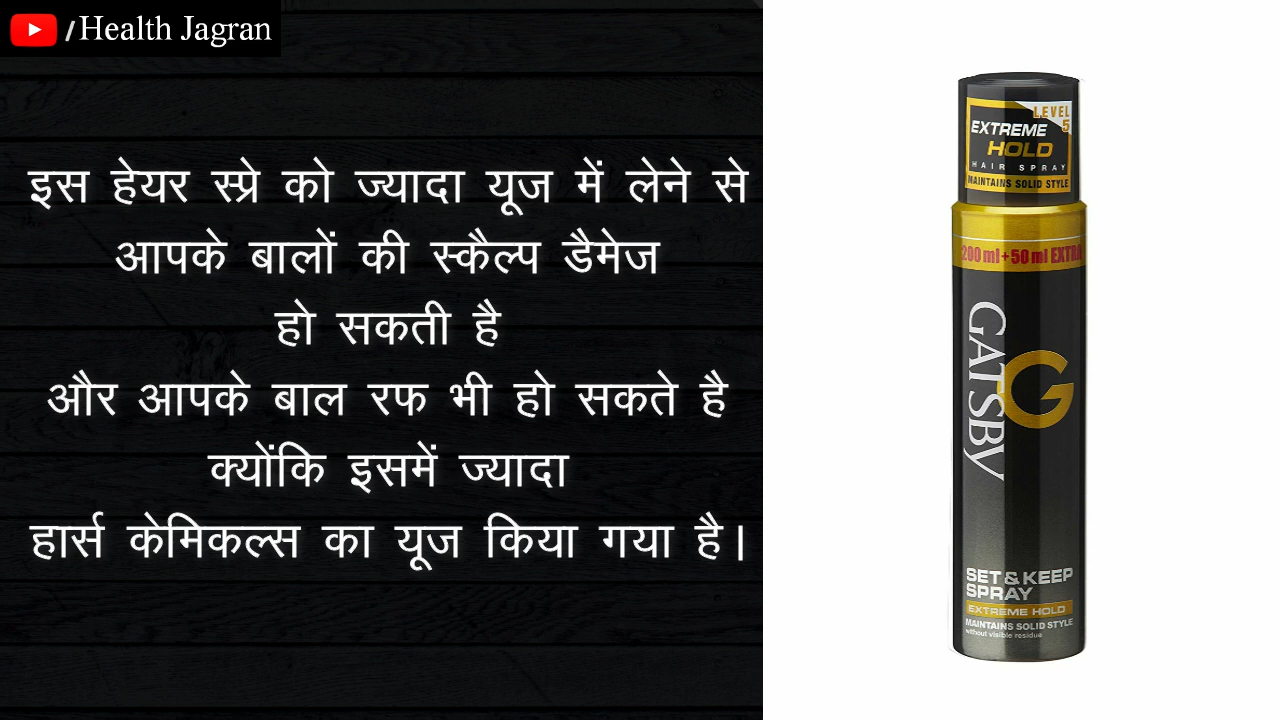 /Health Jagran
इस हेयर स्प्रे को ज्यादा यूज में लेने से
आपके बालों की स्कैल्प डैमेज
हो सकती है
और आपके बाल रफ भी हो सकते है
क्योंकि इसमें ज्यादा
हार्स केमिकल्स का यूज किया गया है।
LEVEL
5
EXTREME
HOLD
HAIR SPRAY
MAINTAINS SOLID STYLE
200 ml+50 ml EXTRA
GATSBY
G
SET & KEEP
SPRAY
EXTREME HOLD
MAINTAINS SOLID STYLE
without visible residue